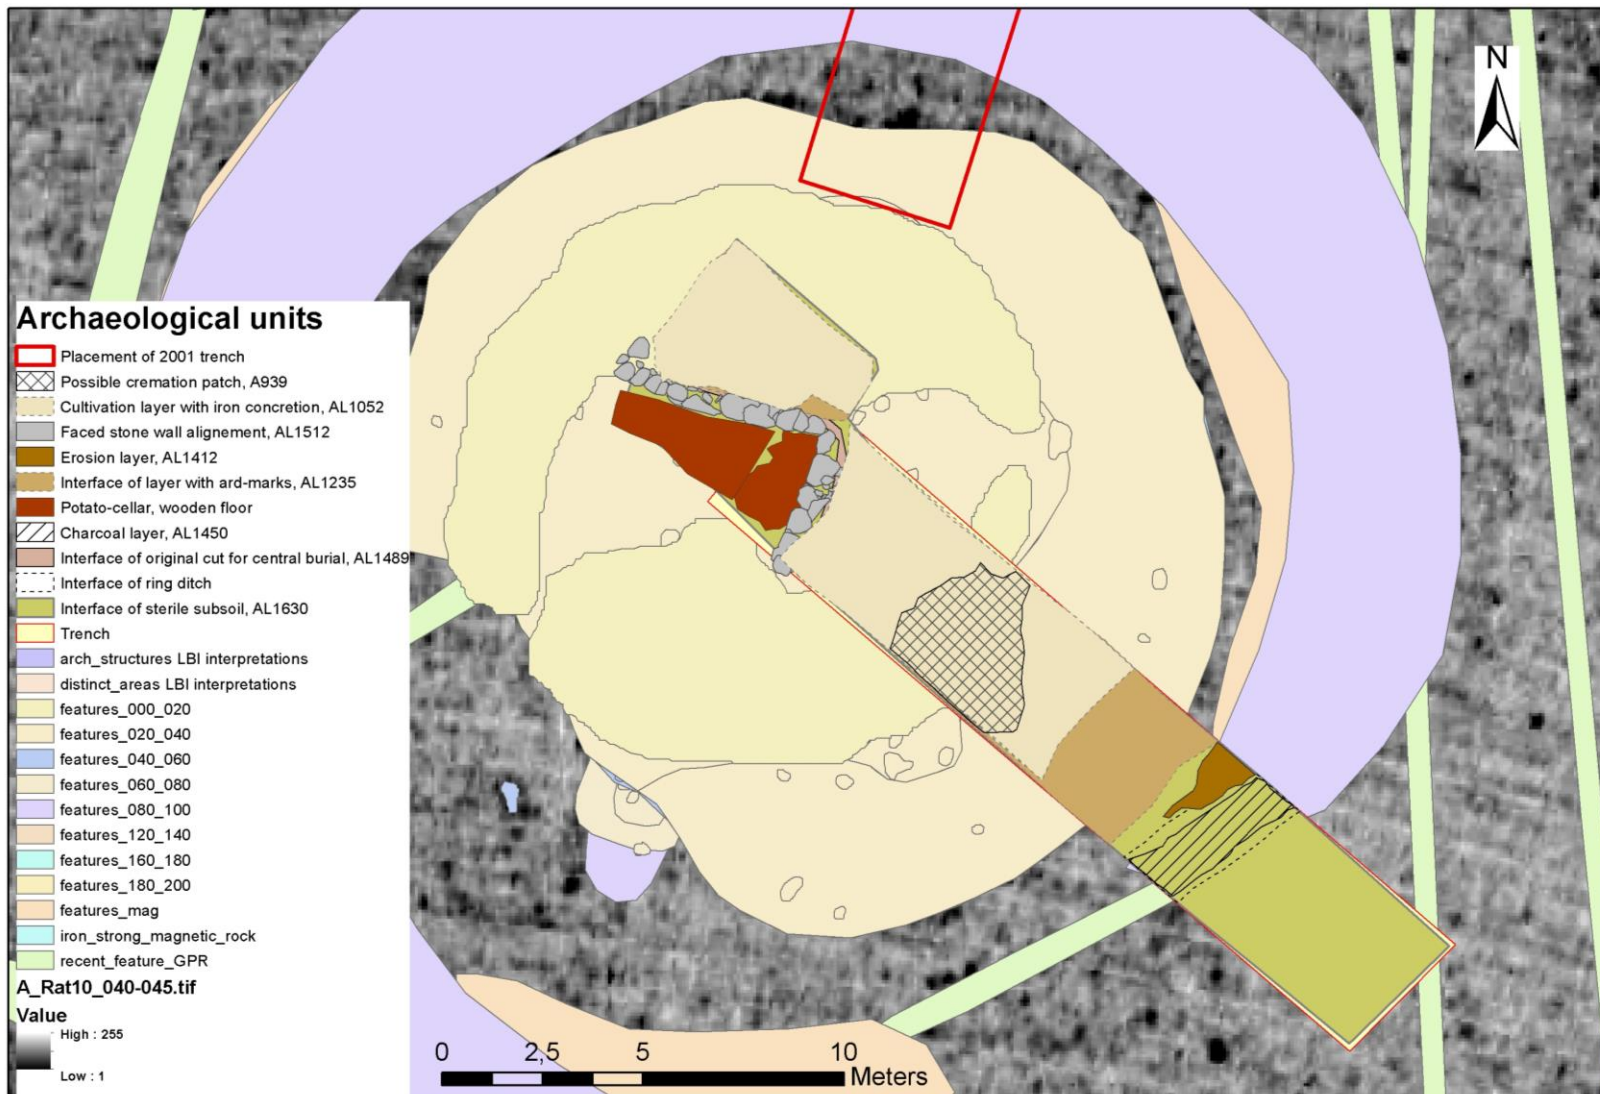 N
Archaeological units
Placement of 2001 trench
Possible cremation patch, A939
Cultivation layer with iron concretion, AL1052
Faced stone wall alignment, AL1512
Erosion layer, AL1412
Interface of layer with ard-marks, AL1235
Potato-cellar, wooden floor
Charcoal layer, AL1450
Interface of original cut for central burial, AL1489
Interface of ring ditch
Interface of sterile subsoil, AL1630
Trench
arch_structures LBI interpretations
distinct_areas LBI interpretations
features_000_020
features_020_040
features_040_060
features_060_080
features_080_100
features_120_140
features_160_180
features_180_200
features_mag
iron_strong_magnetic_rock
recent_feature_GPR
A_Rat10_040-045.tif
Value
High : 255
Low : 1
0 2,5 5 10
Meters